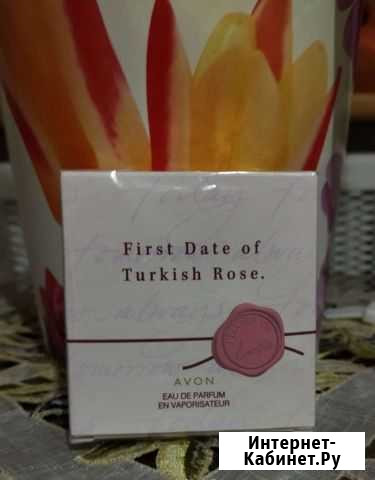 First Date of
Turkish Rose.
AVON
EAU DE PARFUM
EN VAPORISATEUR
Интернет-
Кабинет.Ру